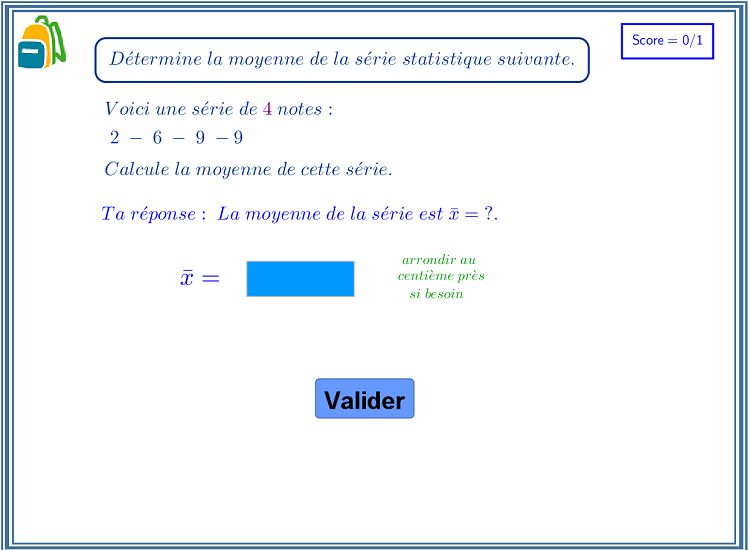 Score = 0/1
Détermine la moyenne de la série statistique suivante.
Voici une série de 4 notes :
2 − 6 − 9 − 9
Calcule la moyenne de cette série.
Ta réponse : La moyenne de la série est x̄ = ?.
x̄ =
arrondir au
centième près
si besoin
Valider